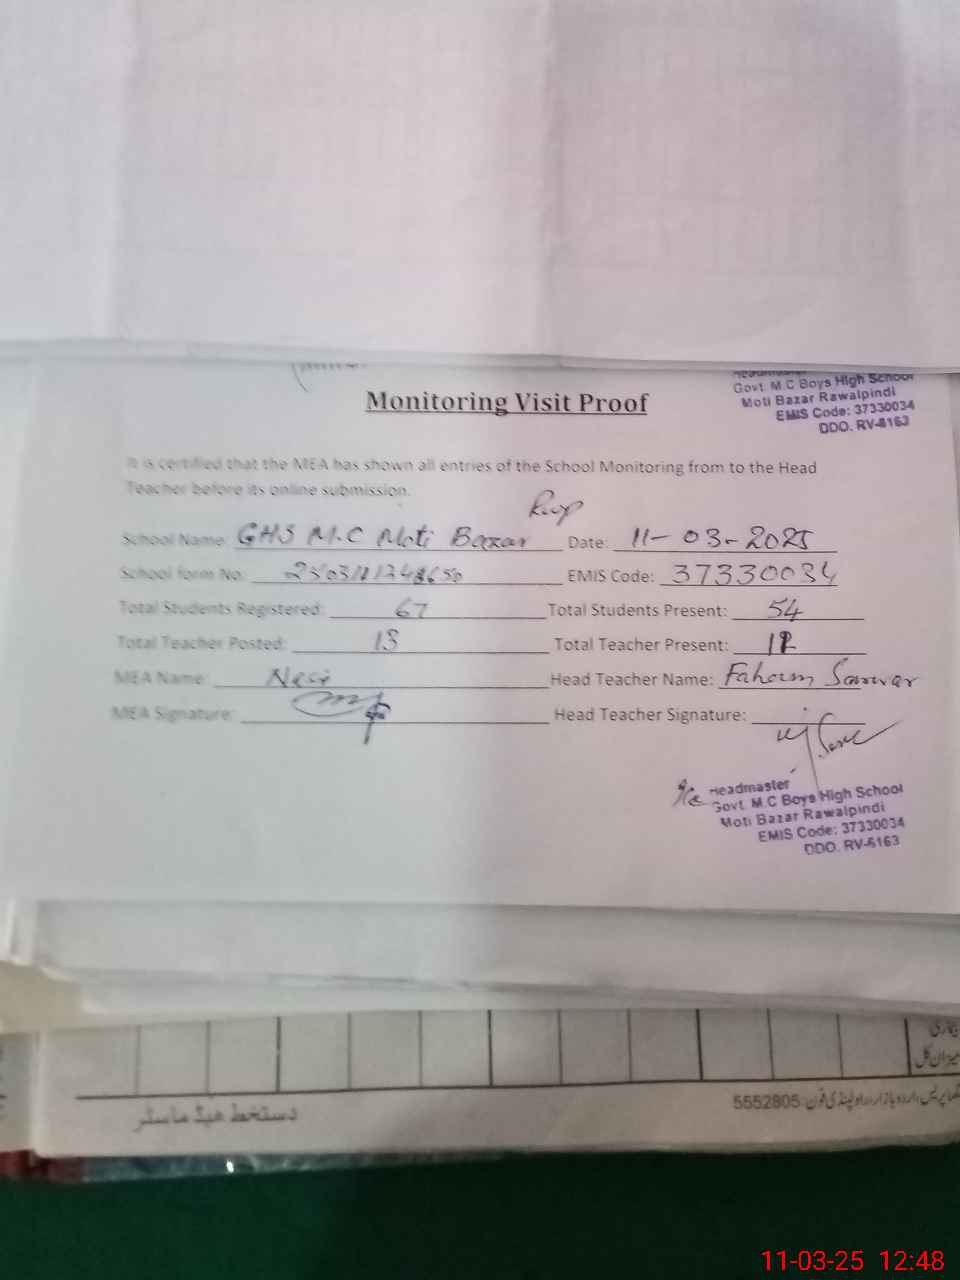 Govt. M.C Boys High School
Moti Bazar Rawalpindi
EMIS Code: 37330034
DDO. RV-6163
Monitoring Visit Proof
It is certified that the MEA has shown all entries of the School Monitoring from to the Head
Teacher before its online submission.
Rwp
School Name: GHS M.C Moti Bazar Date: 11-03-2025
School form No. EMIS Code: 37330034
Total Students Registered: 67 Total Students Present: 54
Total Teacher Posted: 13 Total Teacher Present: 12
MEA Name: Head Teacher Name: Faheem Sarwar
MEA Signature: Head Teacher Signature:
Headmaster
Govt. M.C Boys High School
Moti Bazar Rawalpindi
EMIS Code: 37330034
DDO. RV-6163
میزان کل
دستخط ھیڈ ماسٹر
5552805
11-03-25 12:48